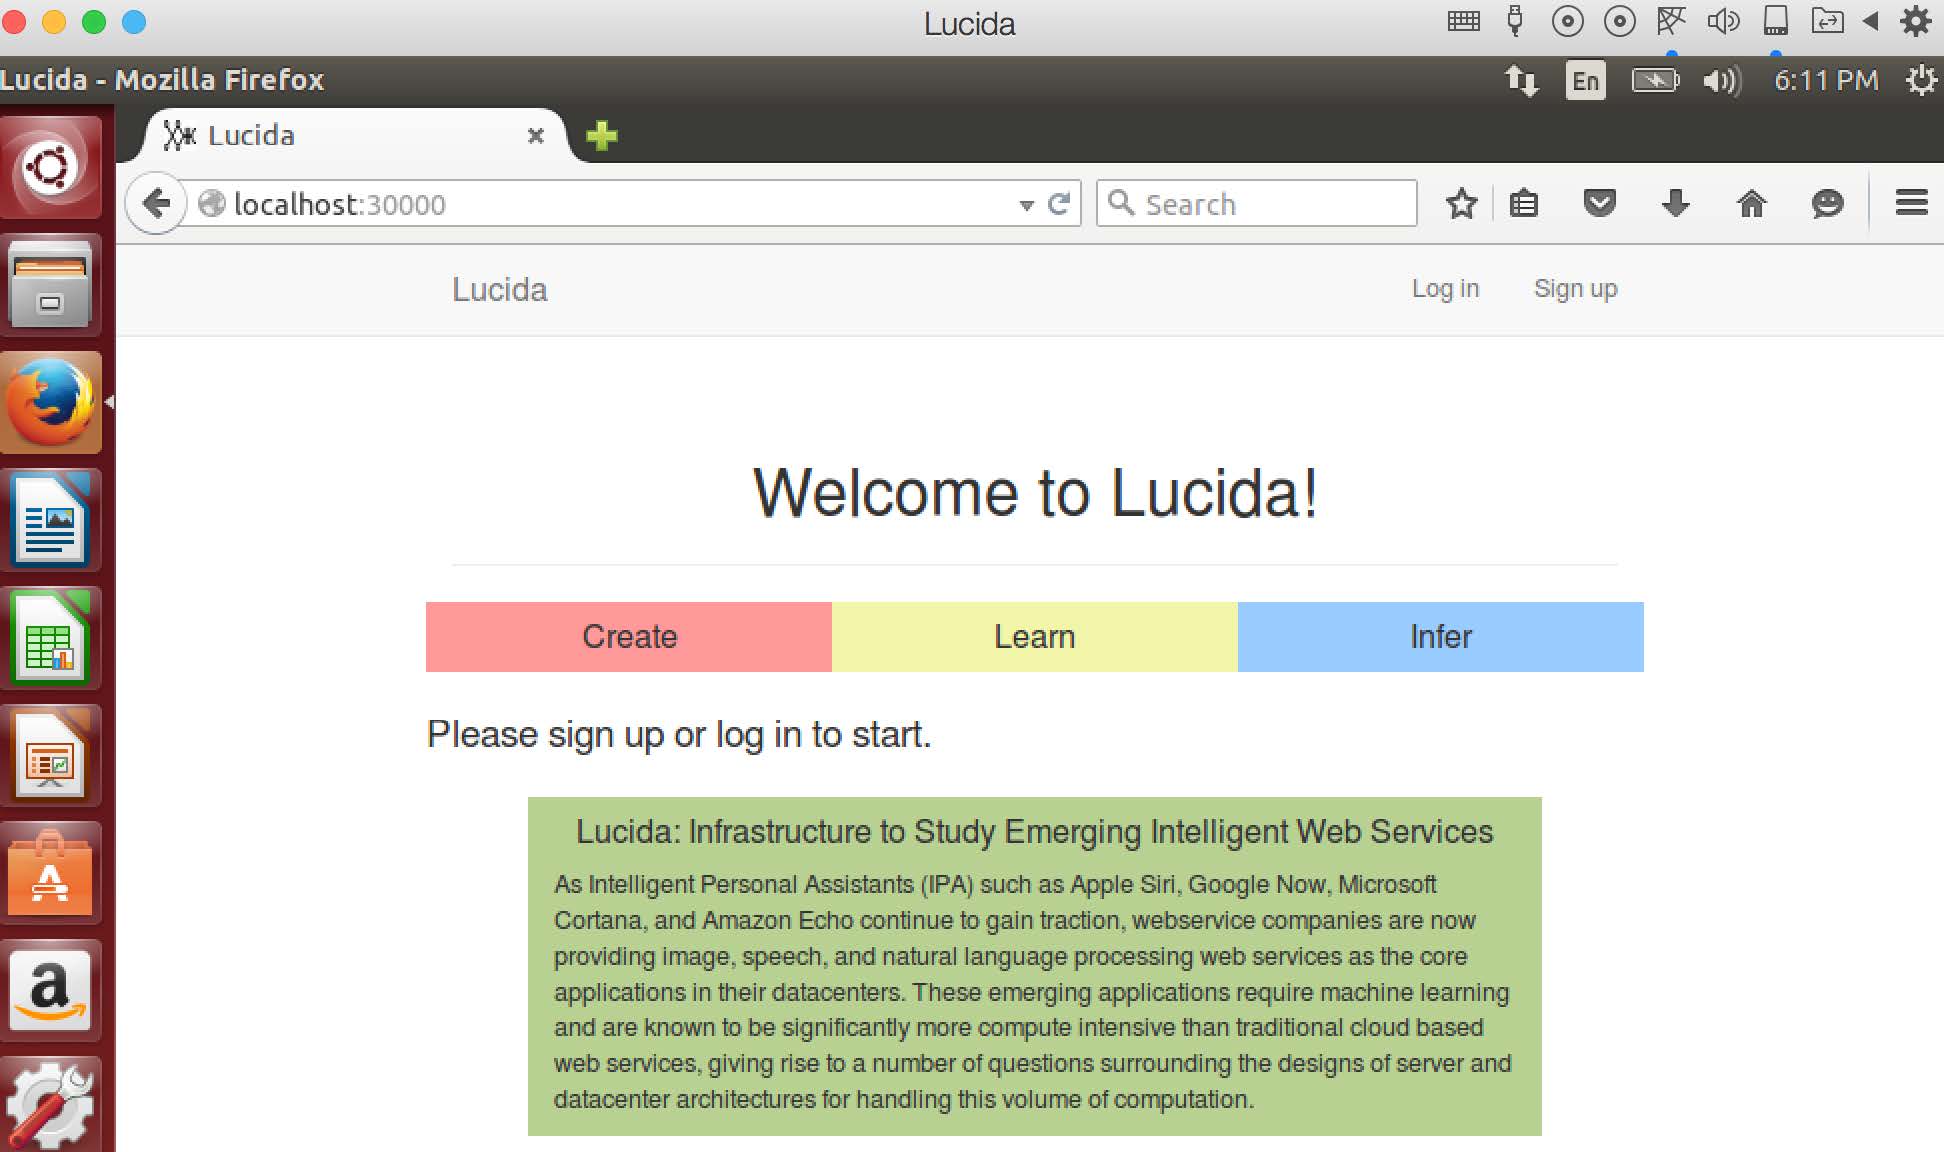 Lucida
Lucida - Mozilla Firefox
En
6:11 PM
Lucida
localhost:30000
Search
Lucida
Log in
Sign up
Welcome to Lucida!
Create
Learn
Infer
Please sign up or log in to start.
Lucida: Infrastructure to Study Emerging Intelligent Web Services
As Intelligent Personal Assistants (IPA) such as Apple Siri, Google Now, Microsoft
Cortana, and Amazon Echo continue to gain traction, webservice companies are now
providing image, speech, and natural language processing web services as the core
applications in their datacenters. These emerging applications require machine learning
and are known to be significantly more compute intensive than traditional cloud based
web services, giving rise to a number of questions surrounding the designs of server and
datacenter architectures for handling this volume of computation.